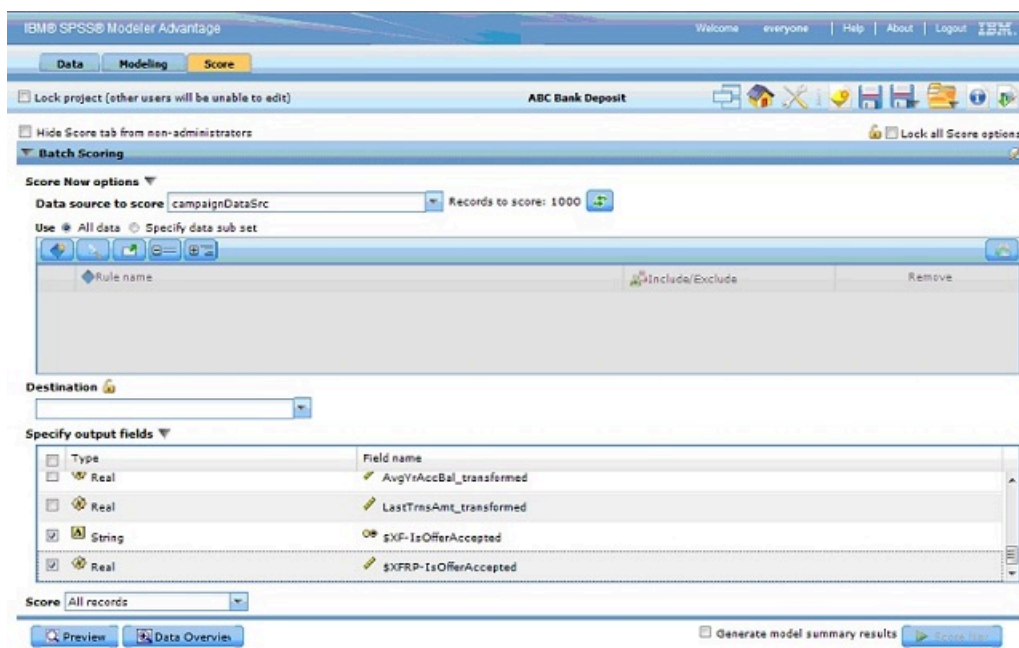 IBM® SPSS® Modeler Advantage Welcome everyone | Help | About | Logout IBM.
Data Modeling Score
Lock project (other users will be unable to edit) ABC Bank Deposit
Hide Score tab from non-administrators Lock all Score options
Batch Scoring
Score Now options
Data source to score campaignDataSrc Records to score: 1000
Use All data Specify data sub set
Rule name Include/Exclude Remove
Destination
Specify output fields
Type Field name
Real AvgYrAccBal_transformed
Real LastTrnsAmt_transformed
String $XF-IsOfferAccepted
Real $XFRP-IsOfferAccepted
Score All records
Preview Data Overview Generate model summary results Score Now